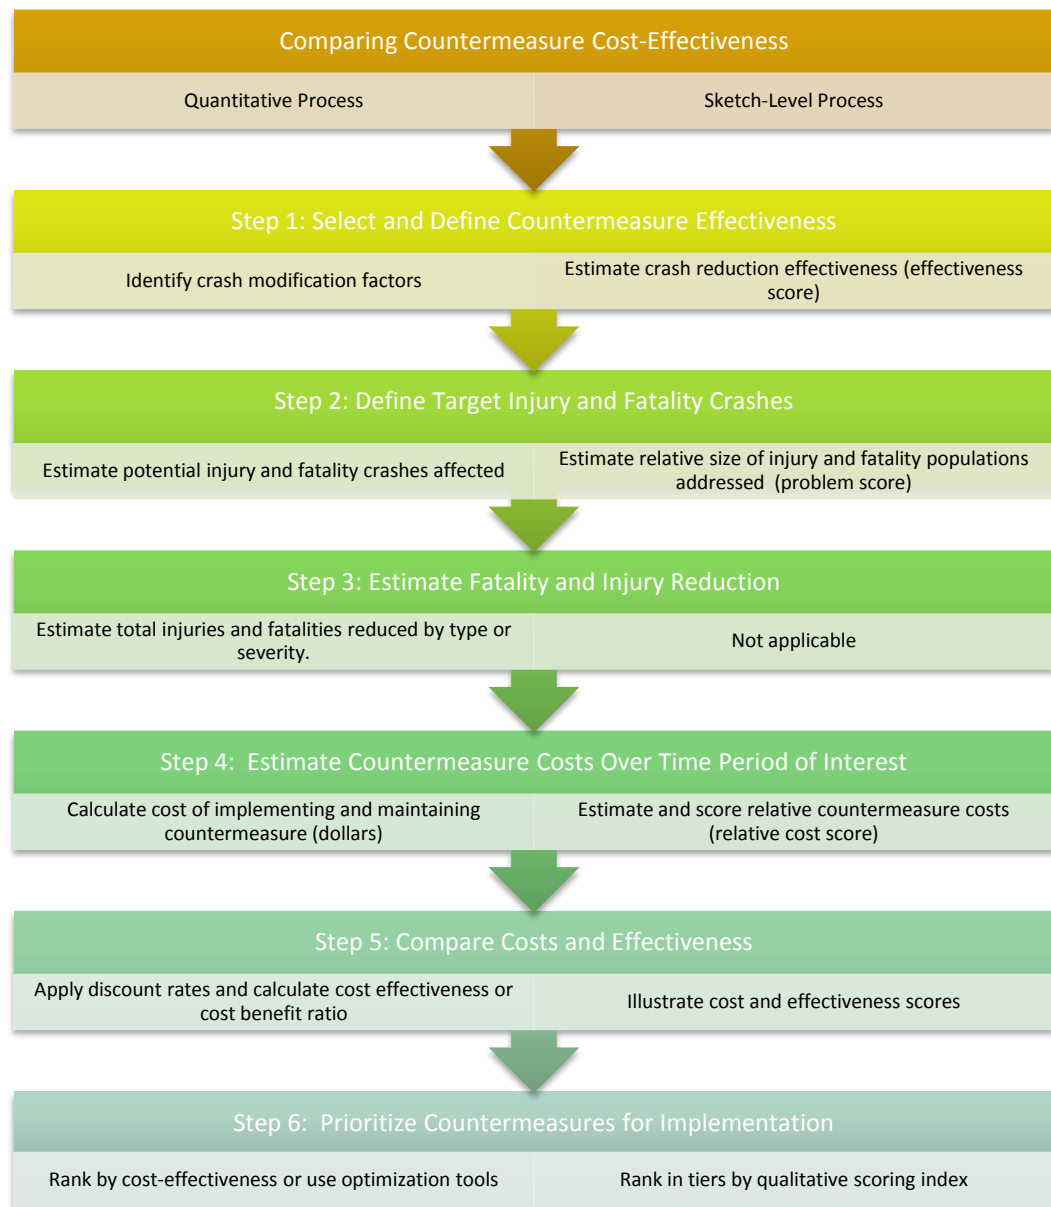 Comparing Countermeasure Cost-Effectiveness
Quantitative Process
Sketch-Level Process
Step 1: Select and Define Countermeasure Effectiveness
Identify crash modification factors
Estimate crash reduction effectiveness (effectiveness
score)
Step 2: Define Target Injury and Fatality Crashes
Estimate potential injury and fatality crashes affected
Estimate relative size of injury and fatality populations
addressed  (problem score)
Step 3: Estimate Fatality and Injury Reduction
Estimate total injuries and fatalities reduced by type or
severity.
Not applicable
Step 4:  Estimate Countermeasure Costs Over Time Period of Interest
Calculate cost of implementing and maintaining
countermeasure (dollars)
Estimate and score relative countermeasure costs
(relative cost score)
Step 5: Compare Costs and Effectiveness
Apply discount rates and calculate cost effectiveness or
cost benefit ratio
Illustrate cost and effectiveness scores
Step 6:  Prioritize Countermeasures for Implementation
Rank by cost-effectiveness or use optimization tools
Rank in tiers by qualitative scoring index